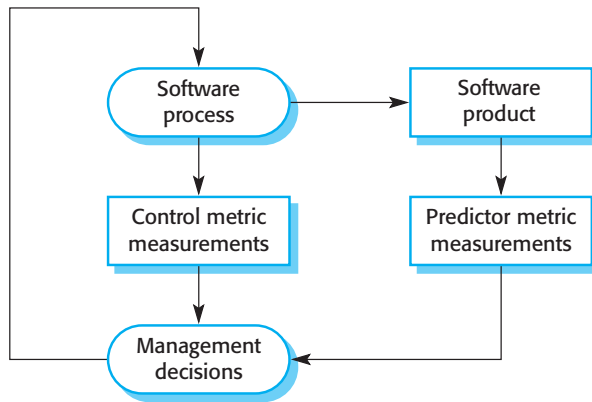 Software
process
Software
product
Control metric
measurements
Predictor metric
measurements
Management
decisions